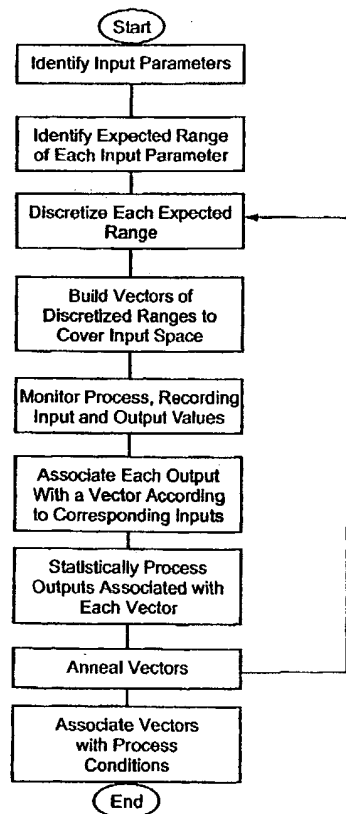 Start
Identify Input Parameters
Identify Expected Range
of Each Input Parameter
Discretize Each Expected
Range
Build Vectors of
Discretized Ranges to
Cover Input Space
Monitor Process, Recording
Input and Output Values
Associate Each Output
With a Vector According
to Corresponding Inputs
Statistically Process
Outputs Associated with
Each Vector
Anneal Vectors
Associate Vectors
with Process
Conditions
End